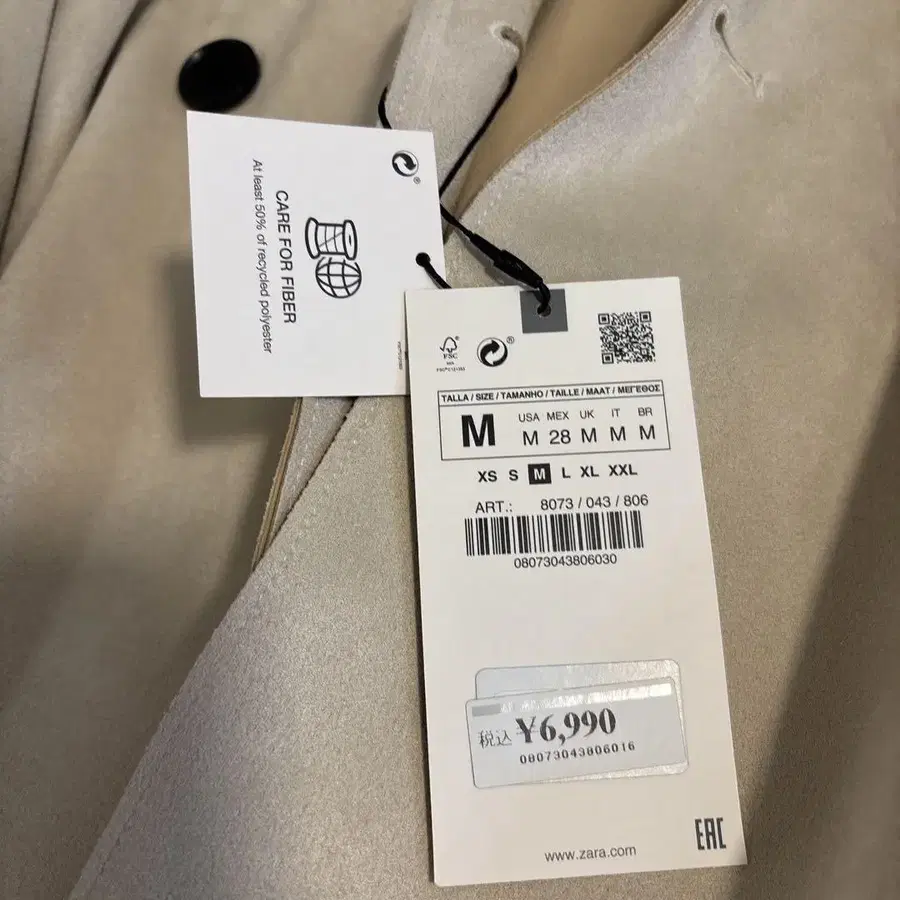 CARE FOR FIBER
At least 50% of recycled polyester
FSC
TALLA / SIZE / TAMANHO / TAILLE / MAAT / ΜΕΓΕΘΟΣ
M
USA MEX UK IT BR
M 28 M M M
XS S M L XL XXL
ART.: 8073 / 043 / 806
08073043806030
税込 ¥6,990
08073043806016
www.zara.com
EAC